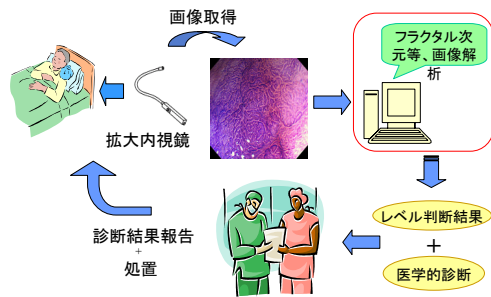 画像取得
フラクタル次
元等、画像解
析
拡大内視鏡
レベル判断結果
+
医学的診断
診断結果報告
+
処置